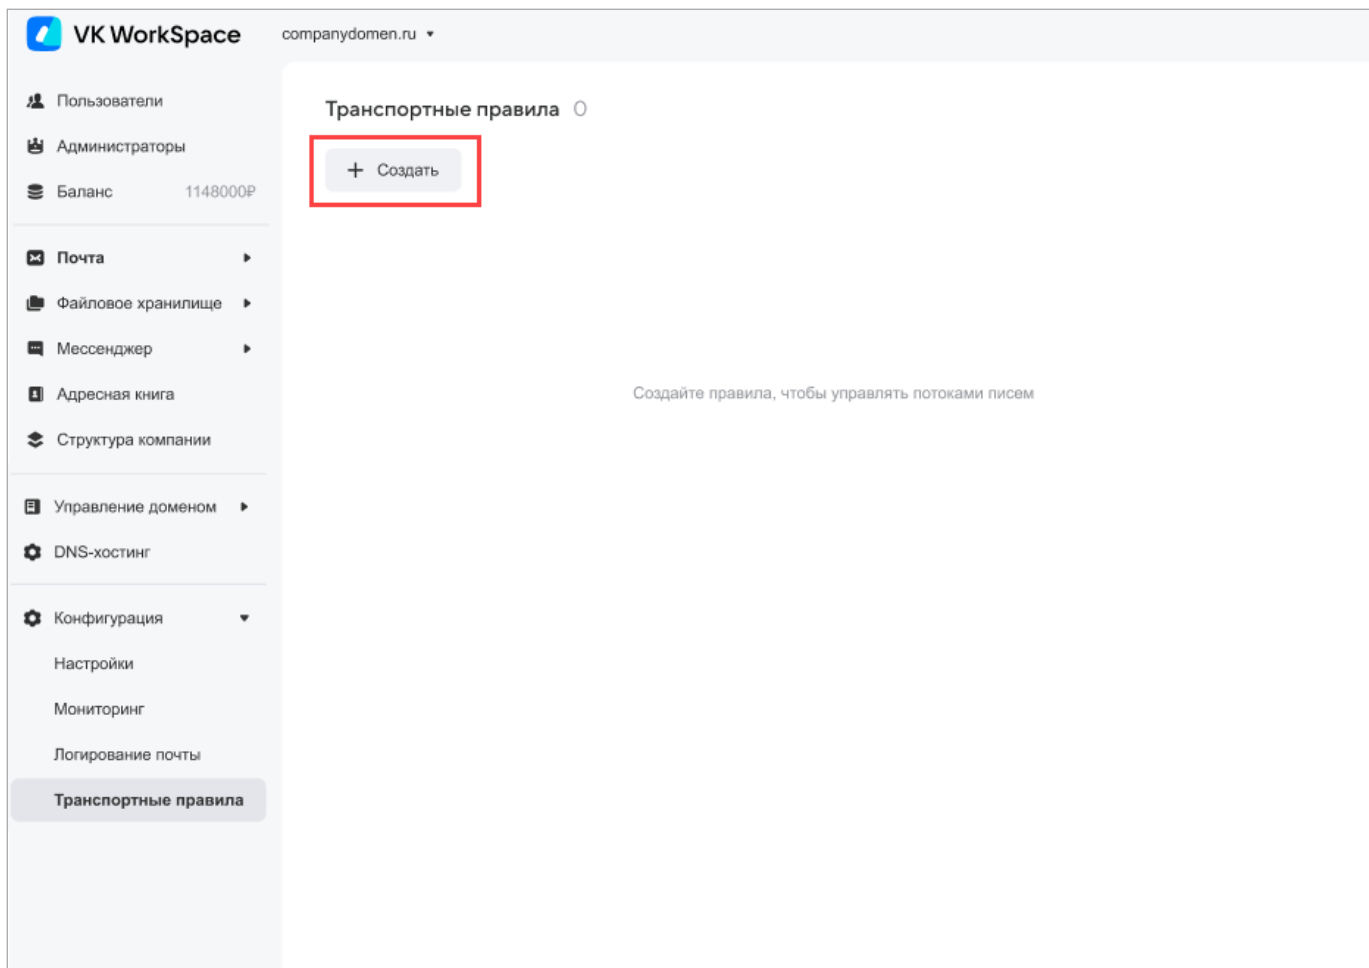 VK WorkSpace
companydomen.ru
Пользователи
Администраторы
Баланс 1148000₽
Почта
Файловое хранилище
Мессенджер
Адресная книга
Структура компании
Управление доменом
DNS-хостинг
Конфигурация
Настройки
Мониторинг
Логирование почты
Транспортные правила
Транспортные правила 0
+ Создать
Создайте правила, чтобы управлять потоками писем